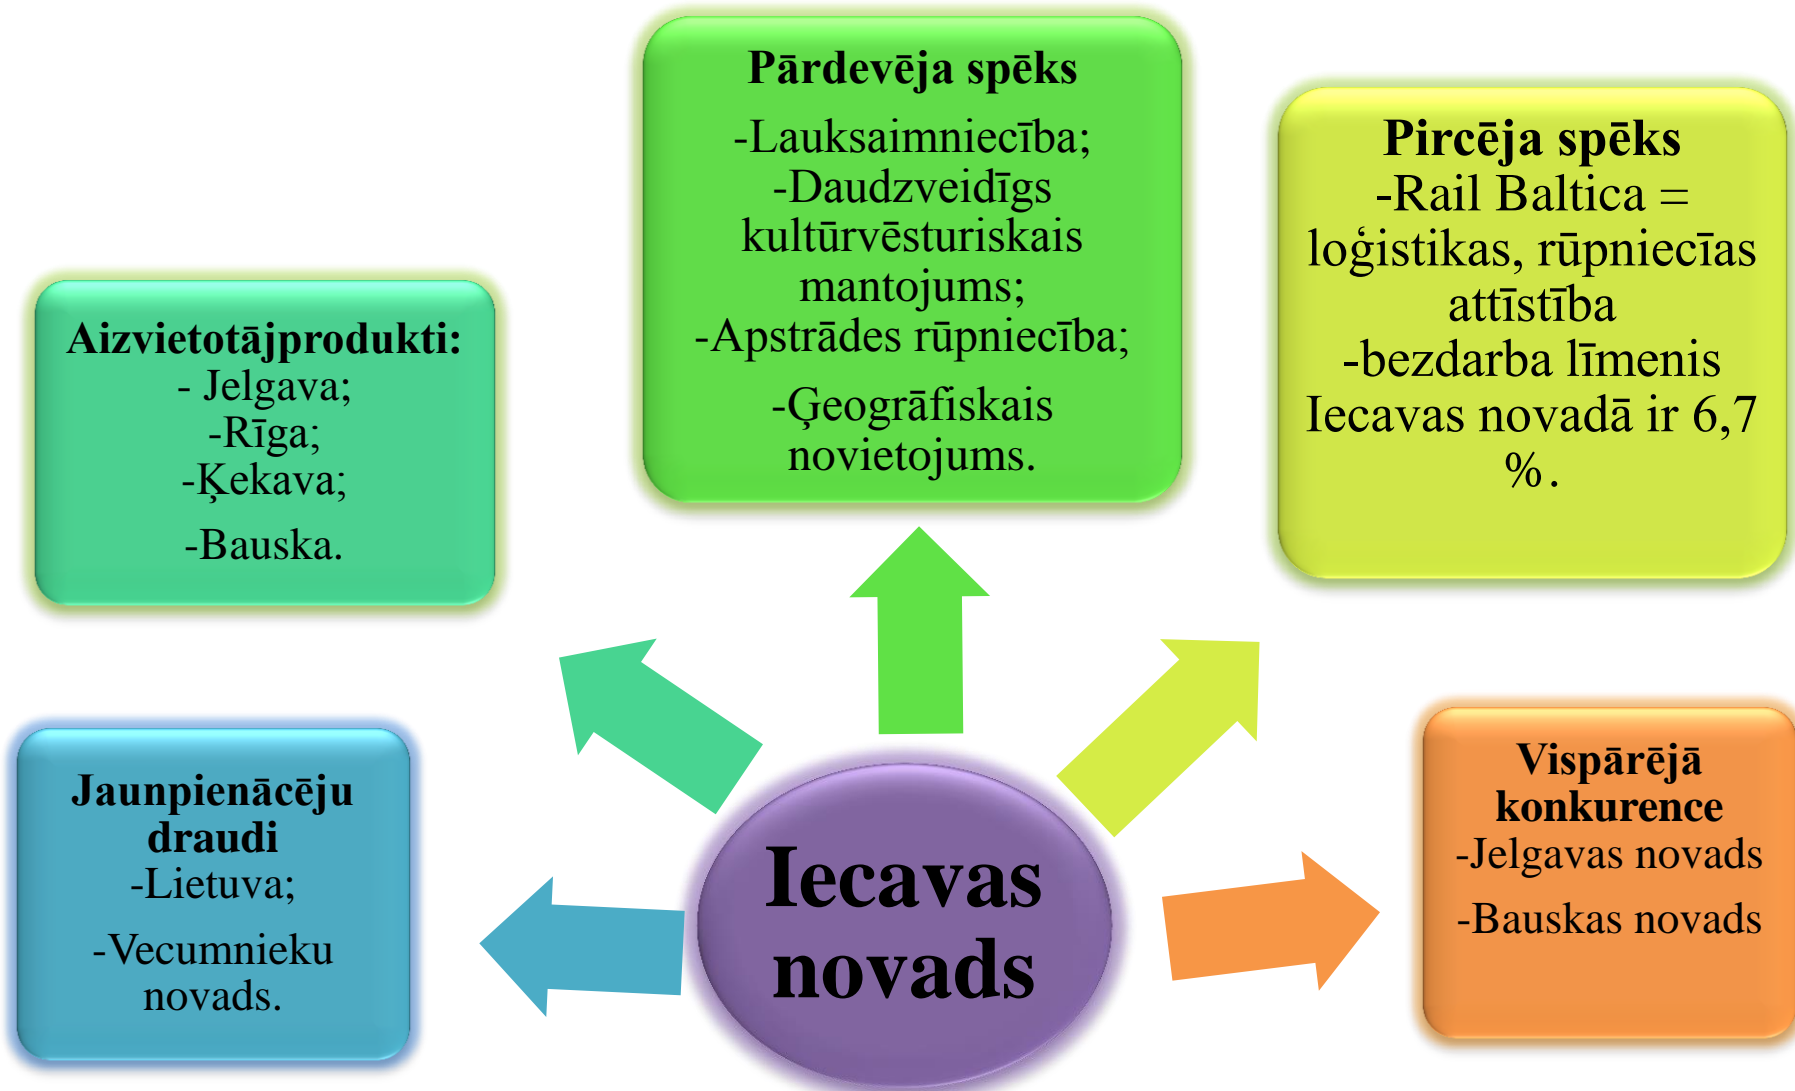 Pārdevēja spēks
-Lauksaimniecība;
-Daudzveidīgs
kultūrvēsturiskais
mantojums;
-Apstrādes rūpniecība;
-Ģeogrāfiskais
novietojums.
Pircēja spēks
-Rail Baltica =
loģistikas, rūpniecīas
attīstība
-bezdarba līmenis
Iecavas novadā ir 6,7
%.
Aizvietotājprodukti:
- Jelgava;
-Rīga;
-Ķekava;
-Bauska.
Jaunpienācēju
draudi
-Lietuva;
-Vecumnieku
novads.
Iecavas
novads
Vispārējā
konkurence
-Jelgavas novads
-Bauskas novads